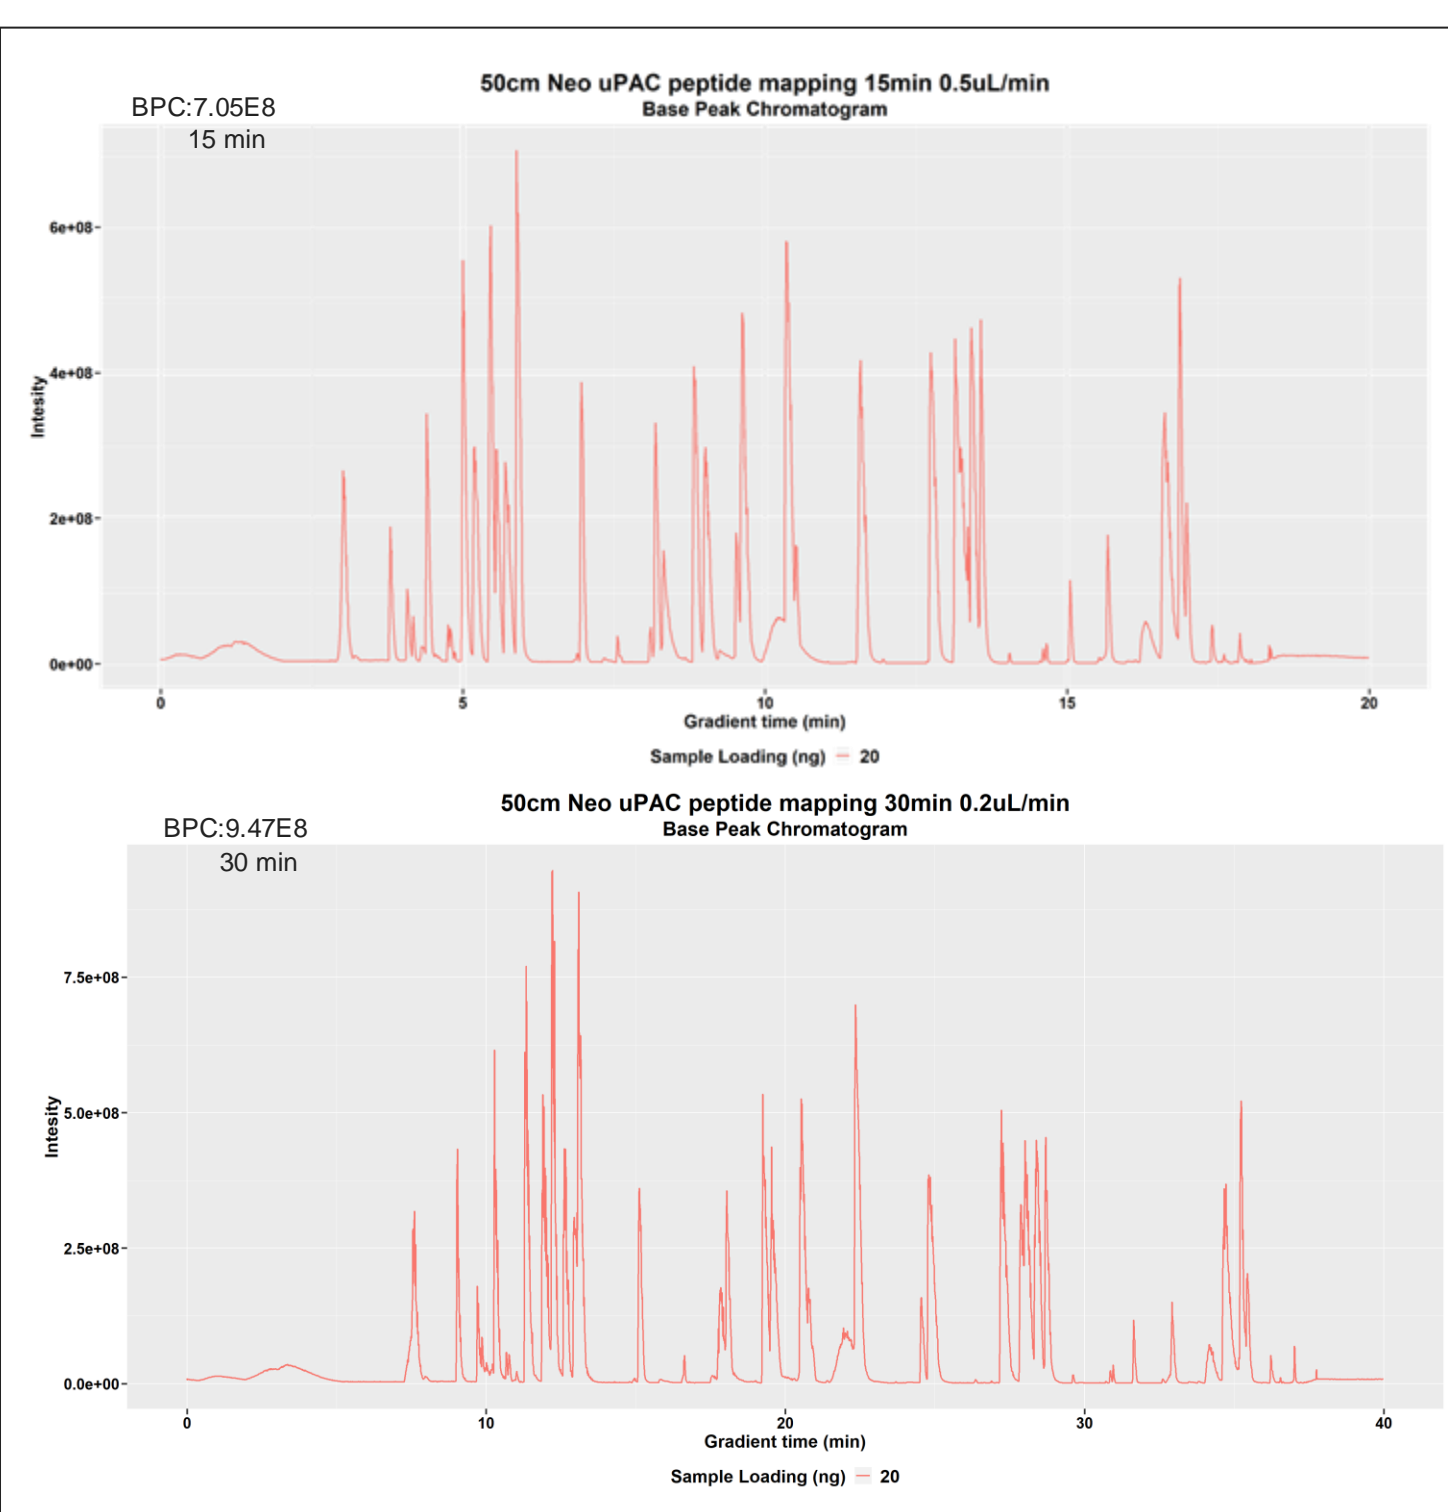 50cm Neo uPAC peptide mapping 15min 0.5uL/min
Base Peak Chromatogram
BPC:7.05E8
15 min
6e+08
4e+08
2e+08
0e+00
Intesity
0 5 10 15 20
Gradient time (min)
Sample Loading (ng) 20
50cm Neo uPAC peptide mapping 30min 0.2uL/min
Base Peak Chromatogram
BPC:9.47E8
30 min
7.5e+08
5.0e+08
2.5e+08
0.0e+00
Intesity
0 10 20 30 40
Gradient time (min)
Sample Loading (ng) 20